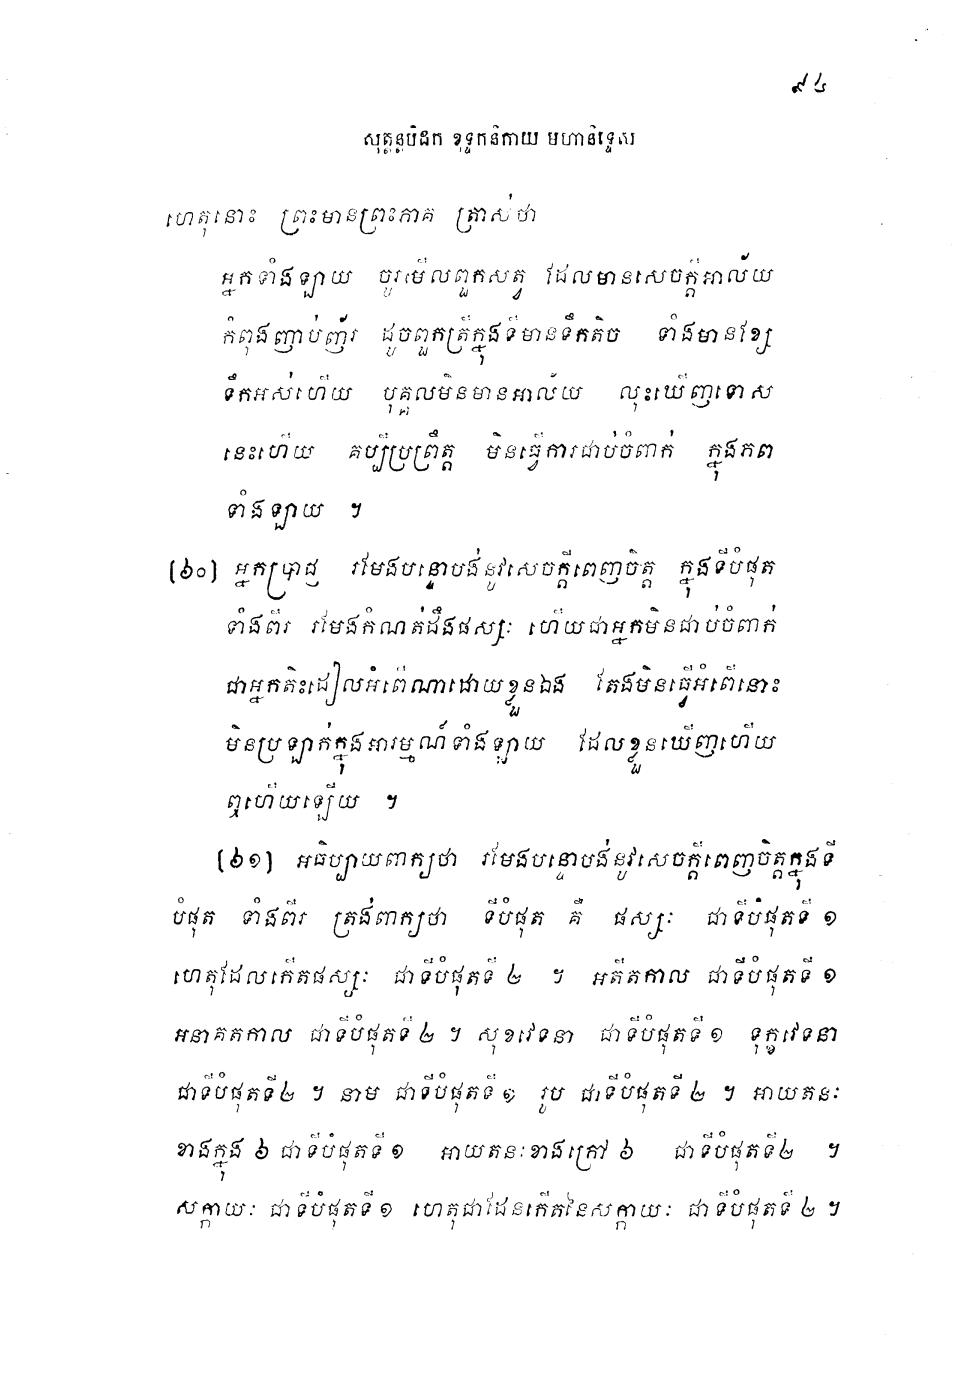 ៩៤
សុត្តន្តបិដក ខុទ្ទកនិកាយ មហានិទ្ទេស
ហេតុនោះ ព្រះមានព្រះភាគ ត្រាស់ថា
អ្នកទាំងឡាយ ចូរមើលពួកសត្វ ដែលមានសេចក្តីអាល័យ
កំពុងញាប់ញ័រ ដូចពួកត្រីក្នុងទីមានទឹកតិច ទាំងមានខ្សែ
ទឹកអស់ហើយ បុគ្គលមិនមានអាល័យ លុះឃើញទោស
នេះហើយ គប្បីប្រព្រឹត្ត មិនធ្វើការជាប់ចំពាក់ ក្នុងភព
ទាំងឡាយ ។
[៦០] អ្នកប្រាជ្ញ រមែងបន្ទោបង់នូវសេចក្តីពេញចិត្ត ក្នុងទីបំផុត
ទាំងពីរ រមែងកំណត់ដឹងផស្សៈ ហើយជាអ្នកមិនជាប់ចំពាក់
ជាអ្នកតិះដៀលអំពើណាដោយខ្លួនឯង តែងមិនធ្វើអំពើនោះ
មិនប្រឡាក់ក្នុងអារម្មណ៍ទាំងឡាយ ដែលខ្លួនឃើញហើយ
ឮហើយឡើយ ។
[៦១] អធិប្បាយពាក្យថា រមែងបន្ទោបង់នូវសេចក្តីពេញចិត្តក្នុងទី
បំផុត ទាំងពីរ ត្រង់ពាក្យថា ទីបំផុត គឺ ផស្សៈ ជាទីបំផុតទី ១
ហេតុដែលកើតផស្សៈ ជាទីបំផុតទី ២ ។ អតីតកាល ជាទីបំផុតទី ១
អនាគតកាល ជាទីបំផុតទី ២ ។ សុខវេទនា ជាទីបំផុតទី ១ ទុក្ខវេទនា
ជាទីបំផុតទី២ ។ នាម ជាទីបំផុតទី ១ រូប ជាទីបំផុតទី ២ ។ អាយតនៈ
ខាងក្នុង ៦ ជាទីបំផុតទី ១ អាយតនៈខាងក្រៅ ៦ ជាទីបំផុតទី២ ។
សក្កាយៈ ជាទីបំផុតទី ១ ហេតុជាដែនកើតនៃសក្កាយៈ ជាទីបំផុតទី ២ ។